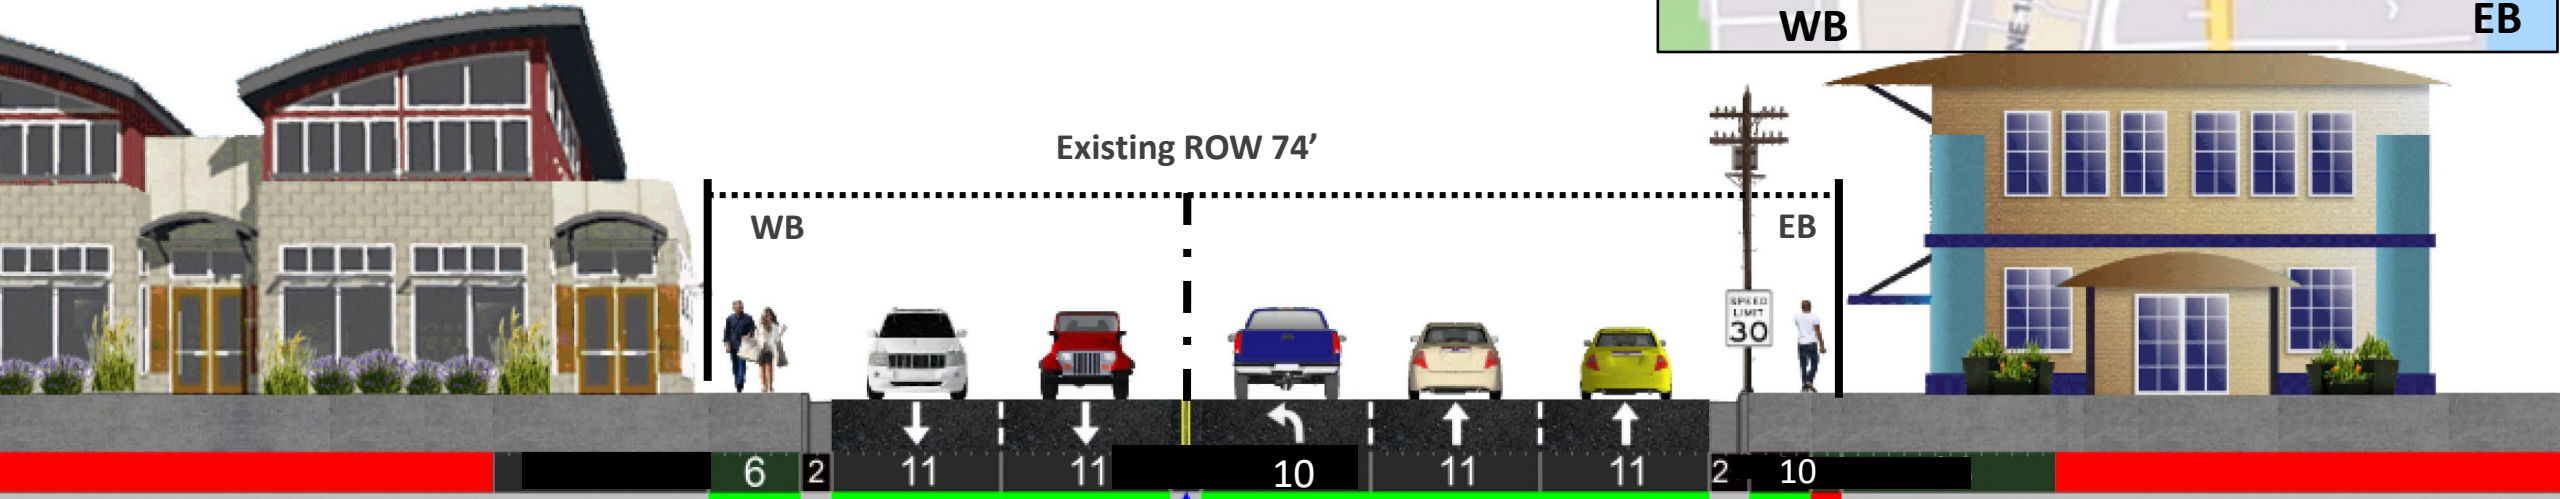 WB
EB
Existing ROW 74’
WB
EB
SPEED
LIMIT
30
6 2 11 11 10 11 11 2 10